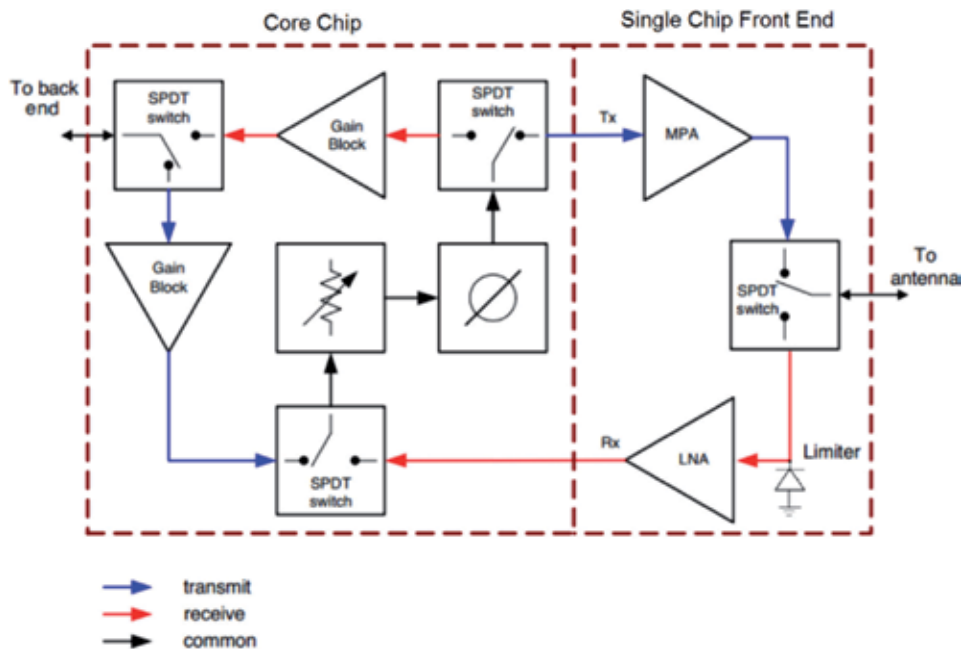 Core Chip
Single Chip Front End
To back
end
SPDT
switch
Gain
Block
SPDT
switch
Tx
MPA
Gain
Block
SPDT
switch
To
antennar
SPDT
switch
Rx
LNA
Limiter
transmit
receive
common